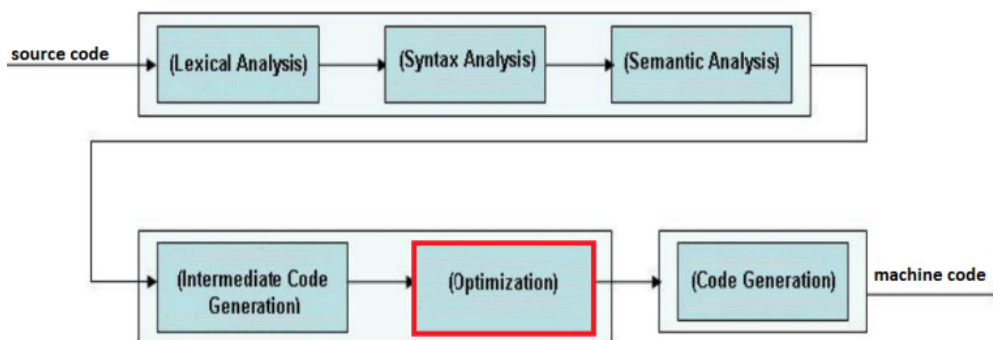 source code
(Lexical Analysis)
(Syntax Analysis)
(Semantic Analysis)
(Intermediate Code
Generation)
(Optimization)
(Code Generation)
machine code